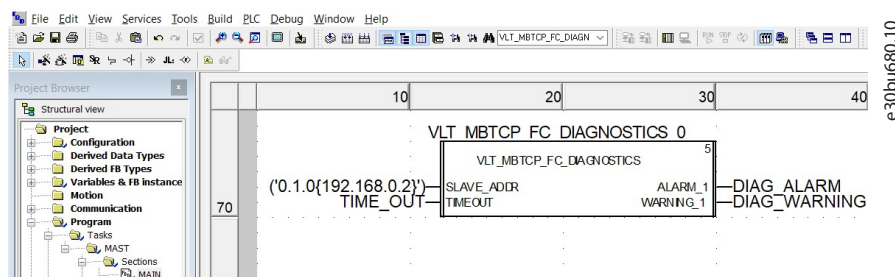 File Edit View Services Tools Build PLC Debug Window Help
VLT_MBTCP_FC_DIAGN
Project Browser
Structural view
Project
Configuration
Derived Data Types
Derived FB Types
Variables & FB instance
Motion
Communication
Program
Tasks
MAST
Sections
MAIN
10 20 30 40
VLT_MBTCP_FC_DIAGNOSTICS_0
5
VLT_MBTCP_FC_DIAGNOSTICS
('0.1.0{192.168.0.2}') SLAVE_ADDR ALARM_1 DIAG_ALARM
TIME_OUT TIMEOUT WARNING_1 DIAG_WARNING
70
e30bu680.10